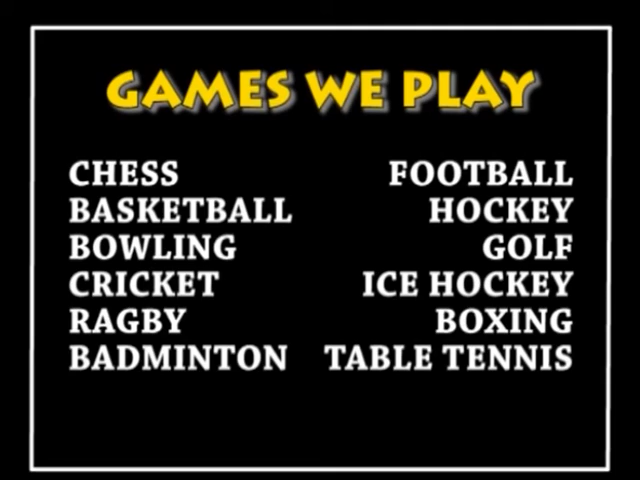 GAMES WE PLAY
CHESS FOOTBALL
BASKETBALL HOCKEY
BOWLING GOLF
CRICKET ICE HOCKEY
RAGBY BOXING
BADMINTON TABLE TENNIS